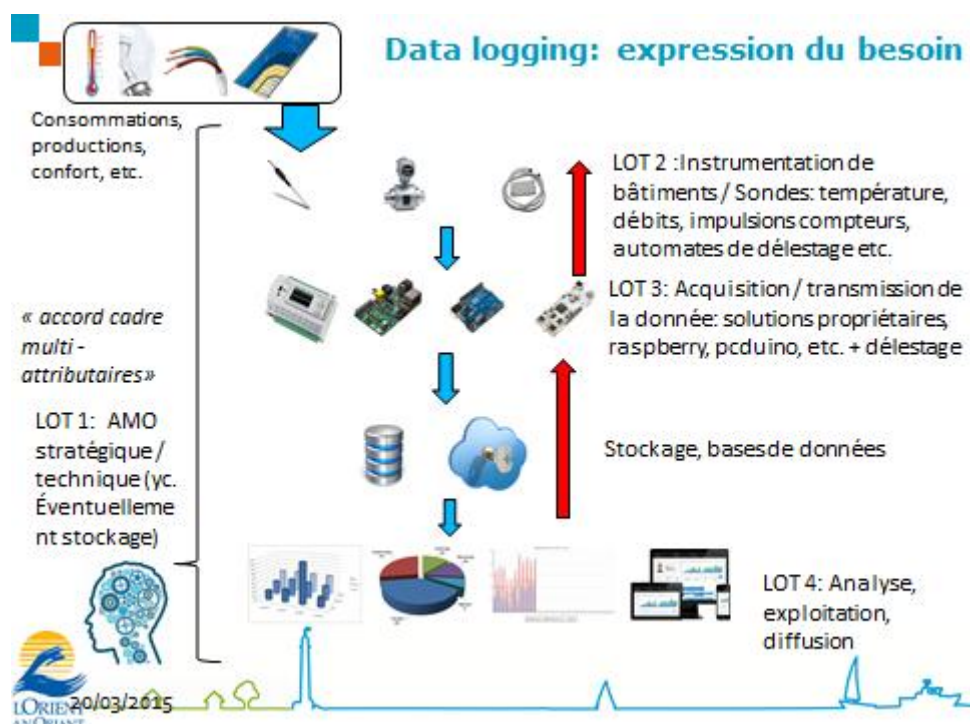 Data logging: expression du besoin
Consommations,
productions,
confort, etc.
LOT 2 :Instrumentation de
bâtiments / Sondes: température,
débits, impulsions compteurs,
automates de délestage etc.
LOT 3: Acquisition / transmission de
la donnée: solutions propriétaires,
raspberry, pcduino, etc. + délestage
« accord cadre
multi -
attributaires»
LOT 1: AMO
stratégique /
technique (yc.
Éventuelleme
nt stockage)
Stockage, bases de données
LOT 4: Analyse,
exploitation,
diffusion
20/03/2015
LORIENT
AN ORIANT